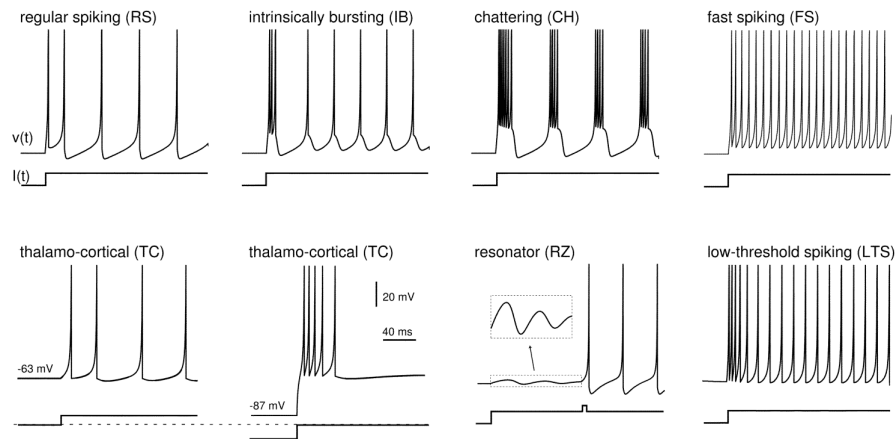 regular spiking (RS)
intrinsically bursting (IB)
chattering (CH)
fast spiking (FS)
v(t)
I(t)
thalamo-cortical (TC)
thalamo-cortical (TC)
resonator (RZ)
low-threshold spiking (LTS)
20 mV
40 ms
-63 mV
-87 mV